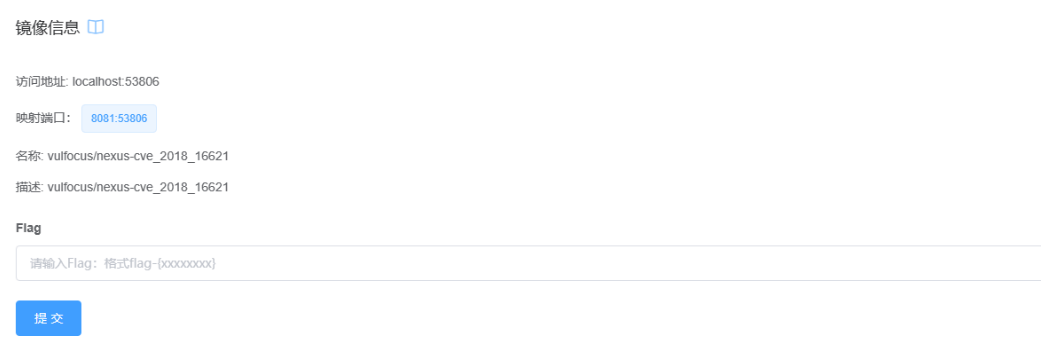 镜像信息
访问地址: localhost:53806
映射端口： 8081:53806
名称: vulfocus/nexus-cve_2018_16621
描述: vulfocus/nexus-cve_2018_16621
Flag
请输入Flag：格式flag-{xxxxxxxx}
提 交